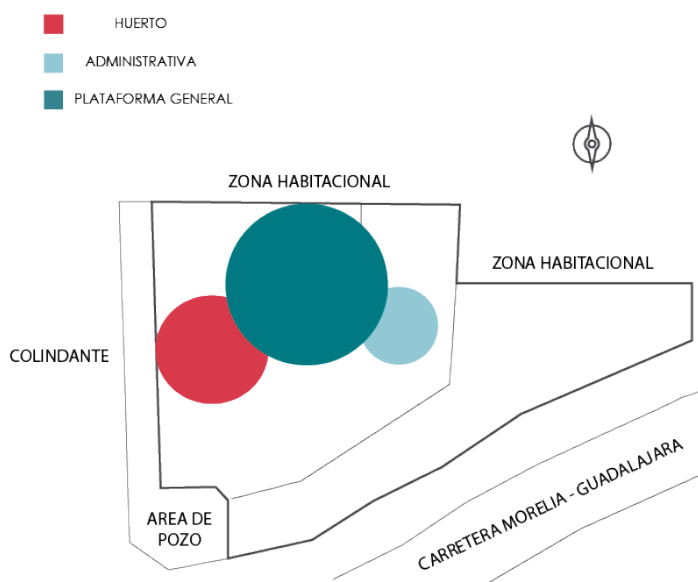 HUERTO
ADMINISTRATIVA
PLATAFORMA GENERAL
ZONA HABITACIONAL
ZONA HABITACIONAL
COLINDANTE
AREA DE
POZO
CARRETERA MORELIA - GUADALAJARA